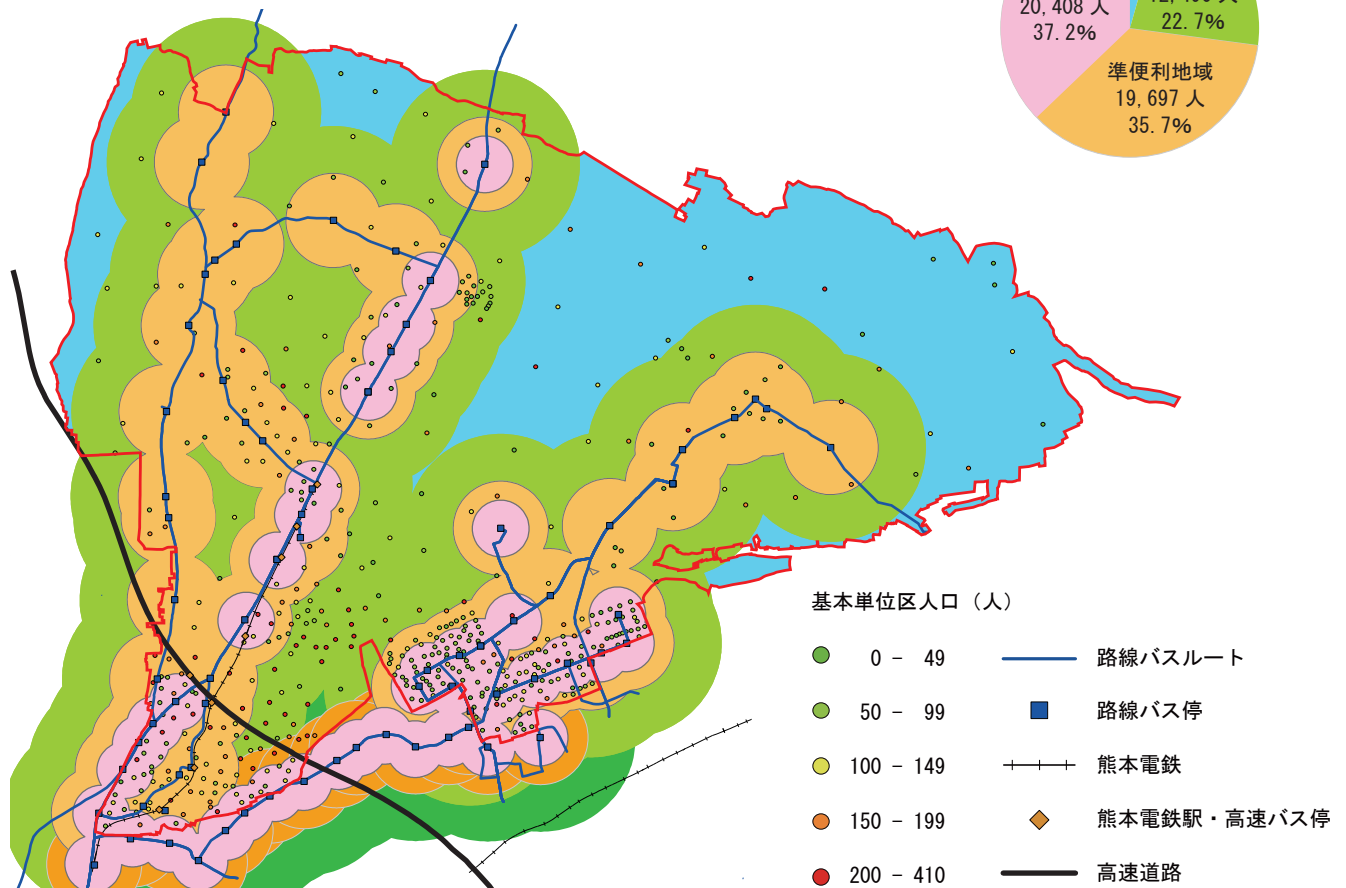 20,408 人
37.2%
22.7%
準便利地域
19,697 人
35.7%
基本単位区人口（人）
0 － 49
50 － 99
100 － 149
150 － 199
200 － 410
路線バスルート
路線バス停
熊本電鉄
熊本電鉄駅・高速バス停
高速道路